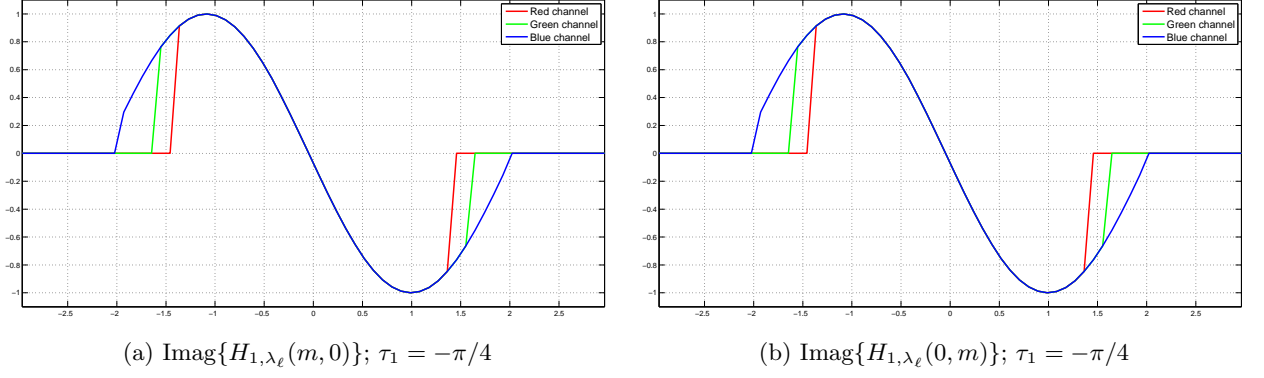 1
0.8
0.6
0.4
0.2
0
−0.2
−0.4
−0.6
−0.8
−1
−2.5 −2 −1.5 −1 −0.5 0 0.5 1 1.5 2 2.5
Red channel
Green channel
Blue channel
(a) Imag{H₁,λ_ℓ(m, 0)}; τ₁ = −π/4
1
0.8
0.6
0.4
0.2
0
−0.2
−0.4
−0.6
−0.8
−1
−2.5 −2 −1.5 −1 −0.5 0 0.5 1 1.5 2 2.5
Red channel
Green channel
Blue channel
(b) Imag{H₁,λ_ℓ(0, m)}; τ₁ = −π/4